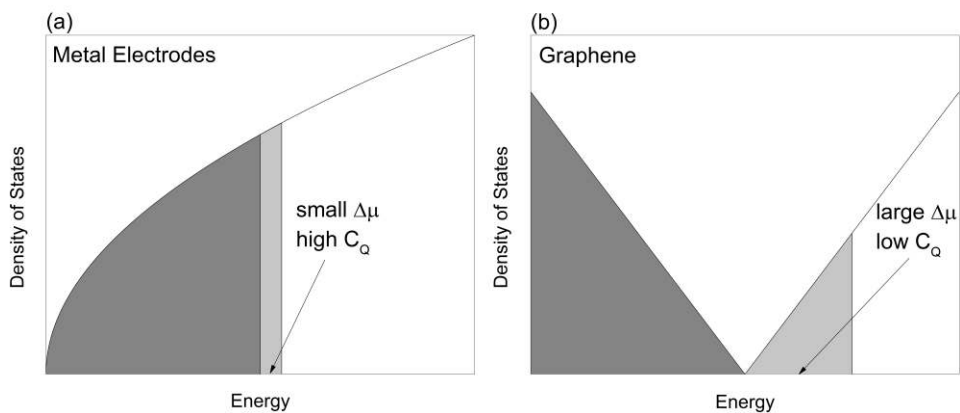 (a)
Metal Electrodes
small Δμ
high C_Q
Density of States
Energy
(b)
Graphene
large Δμ
low C_Q
Density of States
Energy